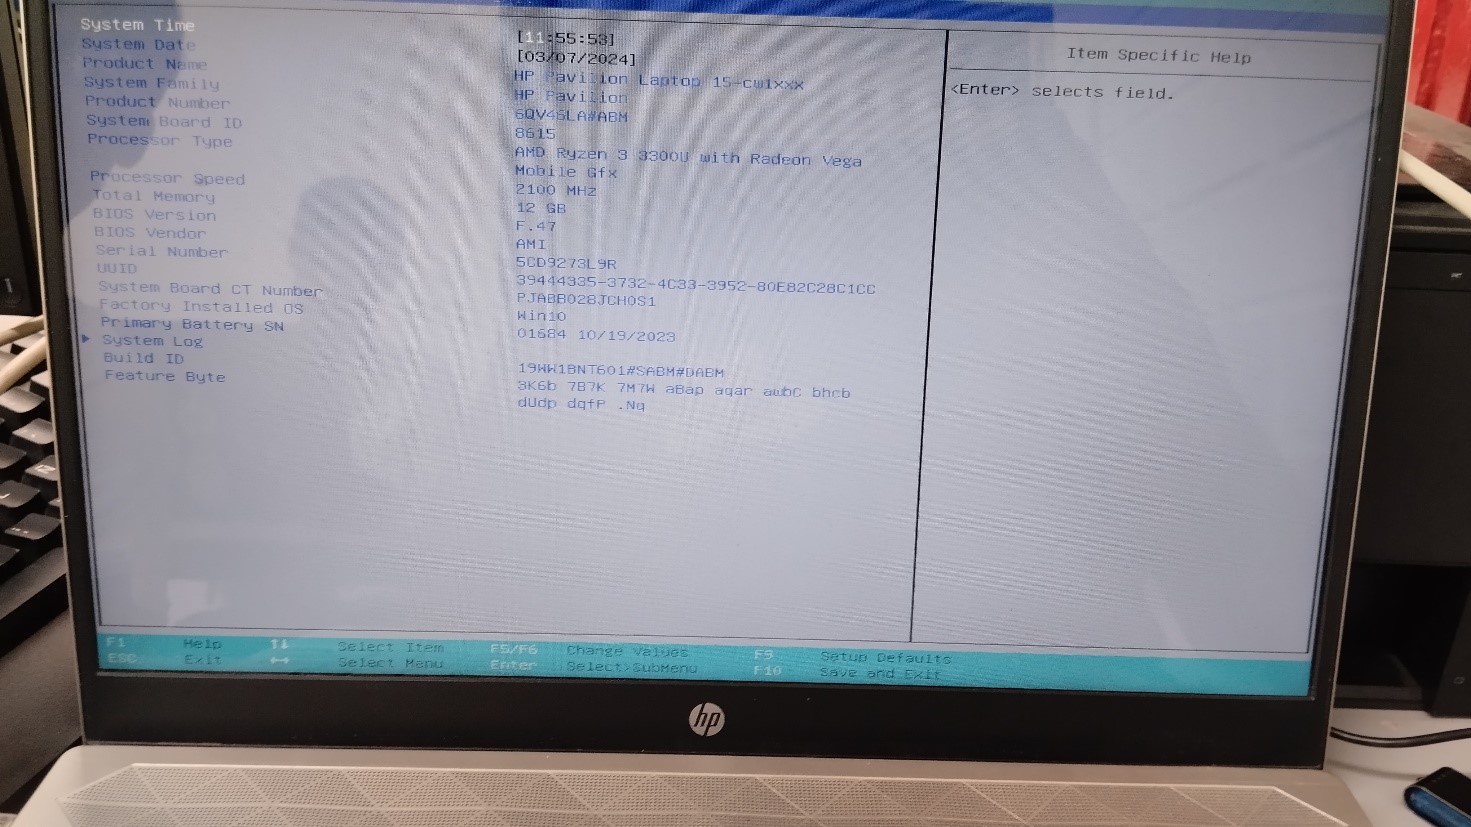 System Time [11:55:53]
System Date [03/07/2024]
Product Name HP Pavilion Laptop 15-cw1xxx
System Family HP Pavilion
Product Number 6QV46LA#ABM
System Board ID 8615
Processor Type AMD Ryzen 3 3300U with Radeon Vega
Mobile Gfx
Processor Speed 2100 MHz
Total Memory 12 GB
BIOS Version F.47
BIOS Vendor AMI
Serial Number 5CD9273L9R
UUID 39444335-3732-4C33-3952-80E82C28C1CC
System Board CT Number PJABB028JCH0S1
Factory Installed OS Win10
Primary Battery SN 01684 10/19/2023
System Log
Build ID 19WW1BNT601#SABM#DABM
Feature Byte 3K6b 7B7K 7M7W aBap aqar awbC bhcb
dUdp dqfP .Nq
Item Specific Help
<Enter> selects field.
F1 Help ↑↓ Select Item F5/F6 Change Values F9 Setup Defaults
ESC Exit ↔ Select Menu Enter Select>SubMenu F10 Save and Exit
hp